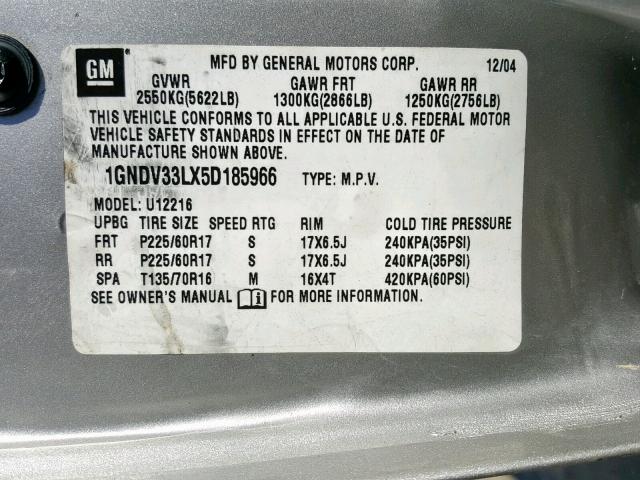 GM MFD BY GENERAL MOTORS CORP. 12/04
GVWR GAWR FRT GAWR RR
2550KG(5622LB) 1300KG(2866LB) 1250KG(2756LB)
THIS VEHICLE CONFORMS TO ALL APPLICABLE U.S. FEDERAL MOTOR
VEHICLE SAFETY STANDARDS IN EFFECT ON THE DATE OF
MANUFACTURE SHOWN ABOVE.
1GNDV33LX5D185966 TYPE: M.P.V.
MODEL: U12216
UPBG TIRE SIZE SPEED RTG RIM COLD TIRE PRESSURE
FRT P225/60R17 S 17X6.5J 240KPA(35PSI)
RR P225/60R17 S 17X6.5J 240KPA(35PSI)
SPA T135/70R16 M 16X4T 420KPA(60PSI)
SEE OWNER'S MANUAL FOR MORE INFORMATION.